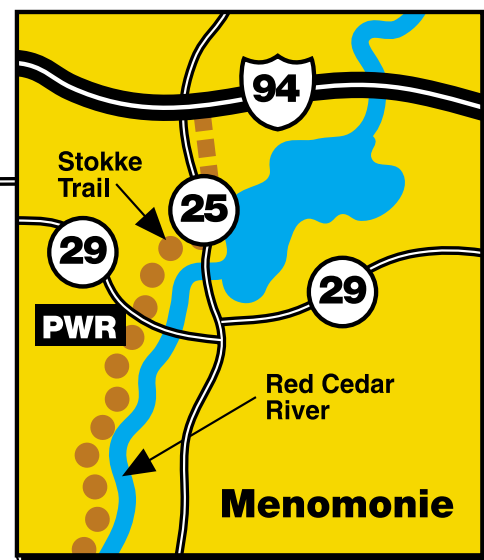 94
Stokke
Trail
25
29
29
PWR
Red Cedar
River
Menomonie